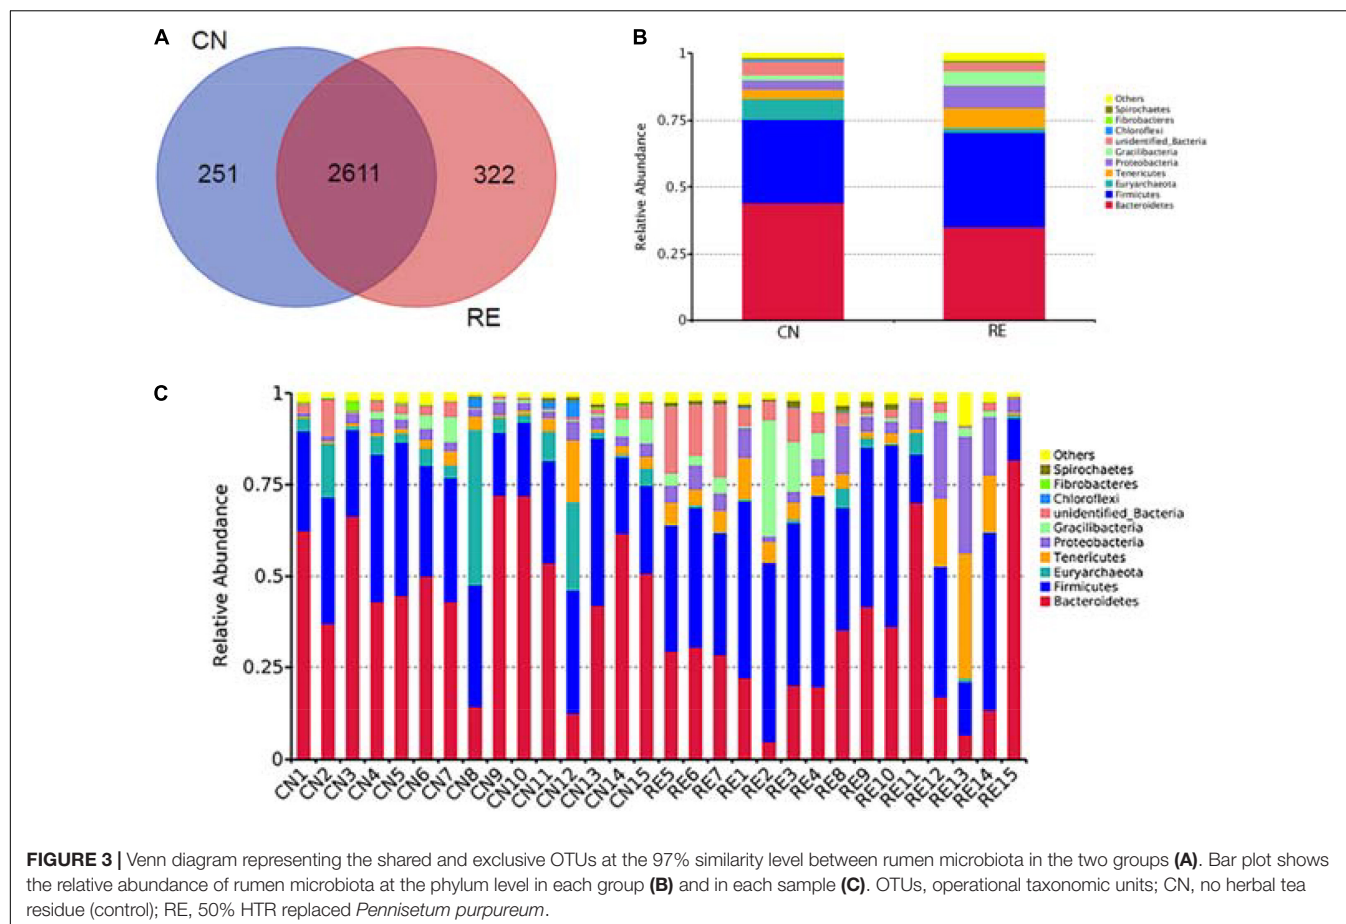 A
CN
251
2611
322
RE
B
1
0.75
0.5
0.25
0
Relative Abundance
CN
RE
Others
Spirochaetes
Fibrobacteres
Chloroflexi
unidentified_Bacteria
Gracilibacteria
Proteobacteria
Tenericutes
Euryarchaeota
Firmicutes
Bacteroidetes
C
1
0.75
0.5
0.25
0
Relative Abundance
CN1
CN2
CN3
CN4
CN5
CN6
CN7
CN8
CN9
CN10
CN11
CN12
CN13
CN14
CN15
RE5
RE6
RE7
RE1
RE2
RE3
RE4
RE8
RE9
RE10
RE11
RE12
RE13
RE14
RE15
Others
Spirochaetes
Fibrobacteres
Chloroflexi
unidentified_Bacteria
Gracilibacteria
Proteobacteria
Tenericutes
Euryarchaeota
Firmicutes
Bacteroidetes
FIGURE 3 | Venn diagram representing the shared and exclusive OTUs at the 97% similarity level between rumen microbiota in the two groups (A). Bar plot shows
the relative abundance of rumen microbiota at the phylum level in each group (B) and in each sample (C). OTUs, operational taxonomic units; CN, no herbal tea
residue (control); RE, 50% HTR replaced Pennisetum purpureum.